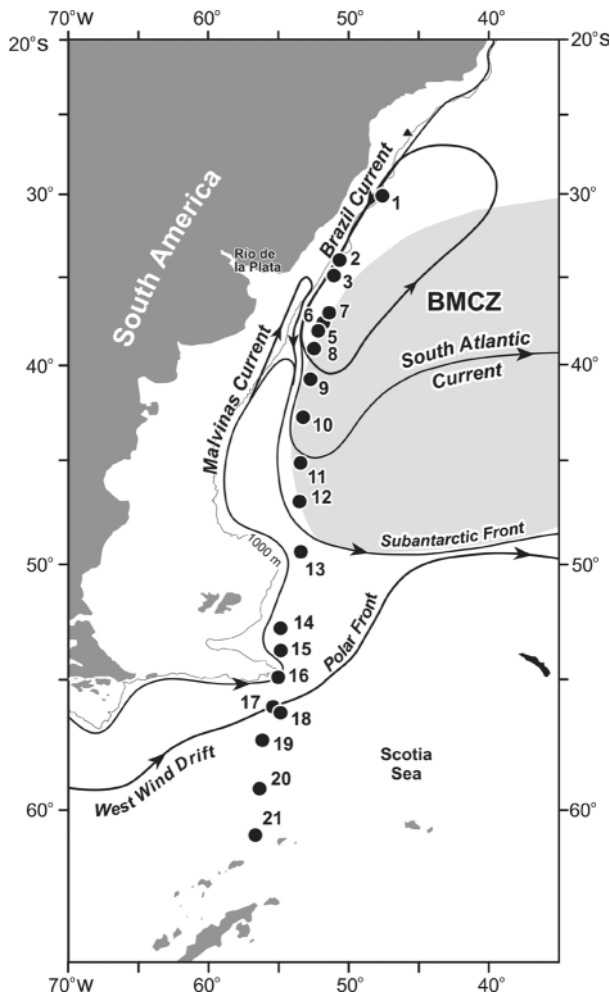 50° 40°
20°S 20°S
Brazil Current
1
30° 30°
South America
Rio de
la Plata
2
3
7
6
BMCZ
5
8
South Atlantic
Current
40° 40°
9
Malvinas Current
10
11
12
Subantarctic Front
1000 m
50° 50°
13
14
15
Polar Front
16
17
18
19
Scotia
Sea
West Wind Drift
20
60° 60°
21
70°W 60° 50° 40°